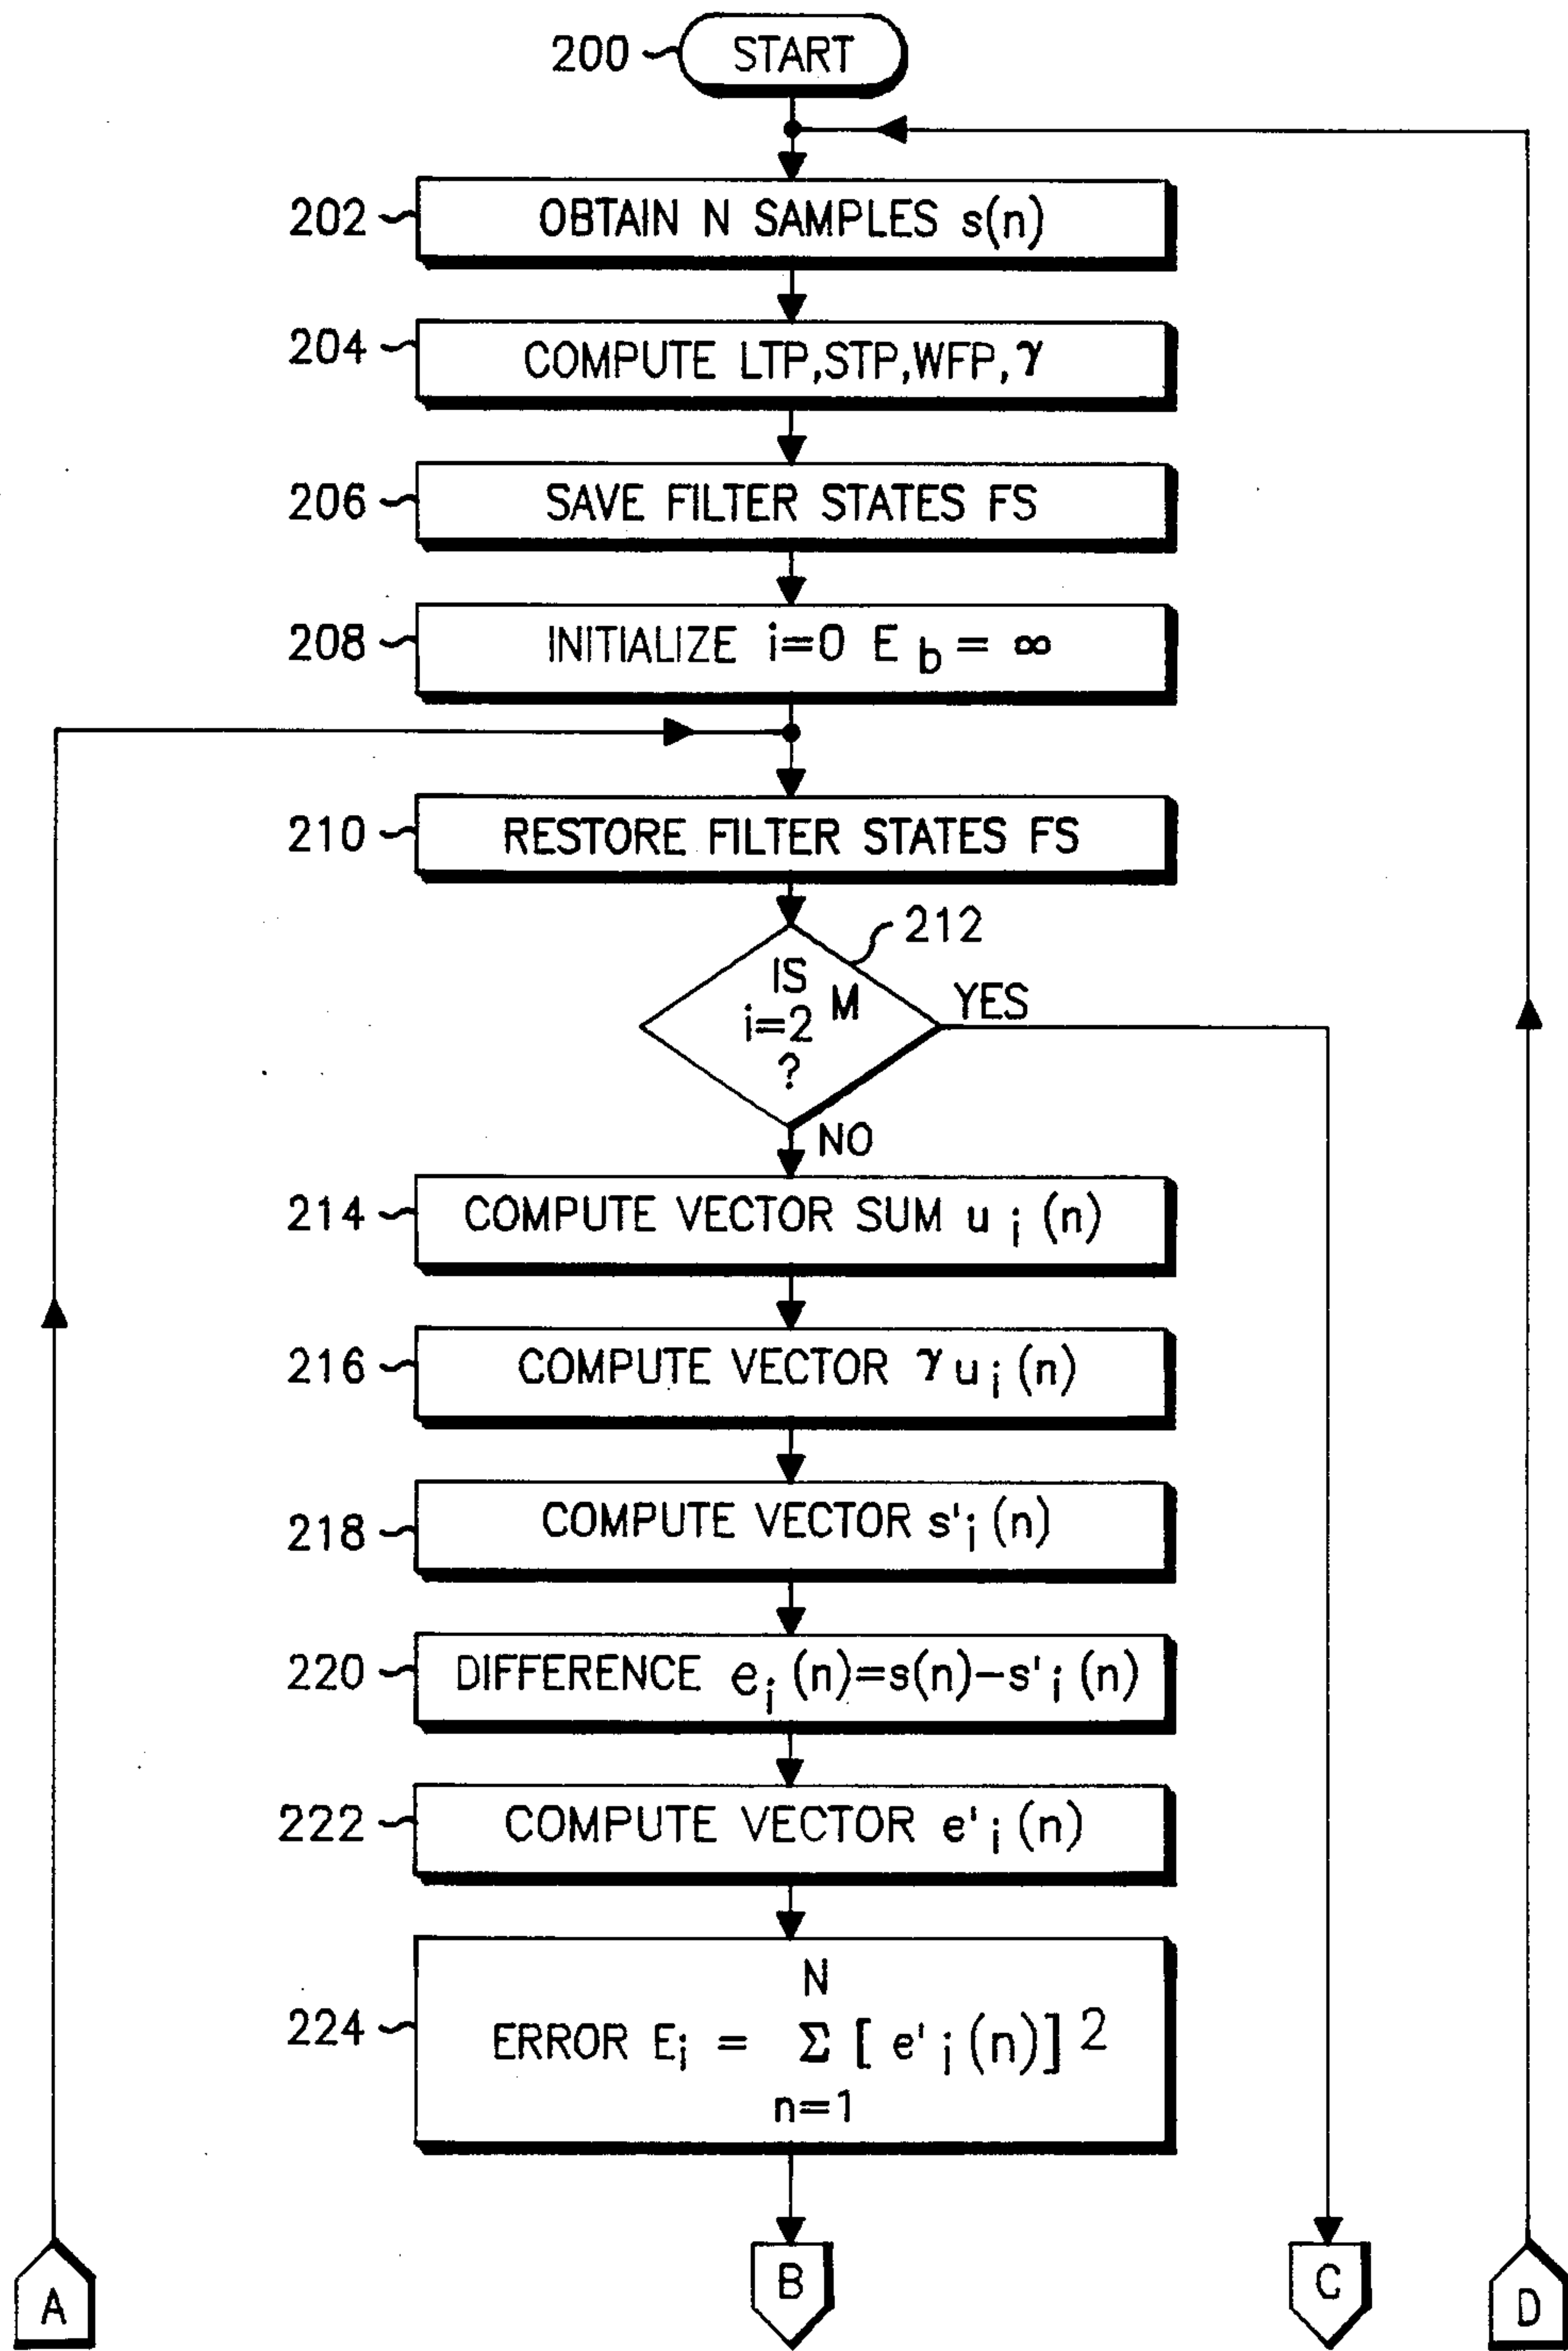 200 START
202 OBTAIN N SAMPLES s(n)
204 COMPUTE LTP,STP,WFP,γ
206 SAVE FILTER STATES FS
208 INITIALIZE i=0 E b = ∞
210 RESTORE FILTER STATES FS
212
IS
i=2 M
?
YES
NO
214 COMPUTE VECTOR SUM u i (n)
216 COMPUTE VECTOR γ u i (n)
218 COMPUTE VECTOR s' i (n)
220 DIFFERENCE e i (n)=s(n)-s' i (n)
222 COMPUTE VECTOR e' i (n)
N
224 ERROR E i = Σ [ e' i (n)] 2
n=1
A B C D